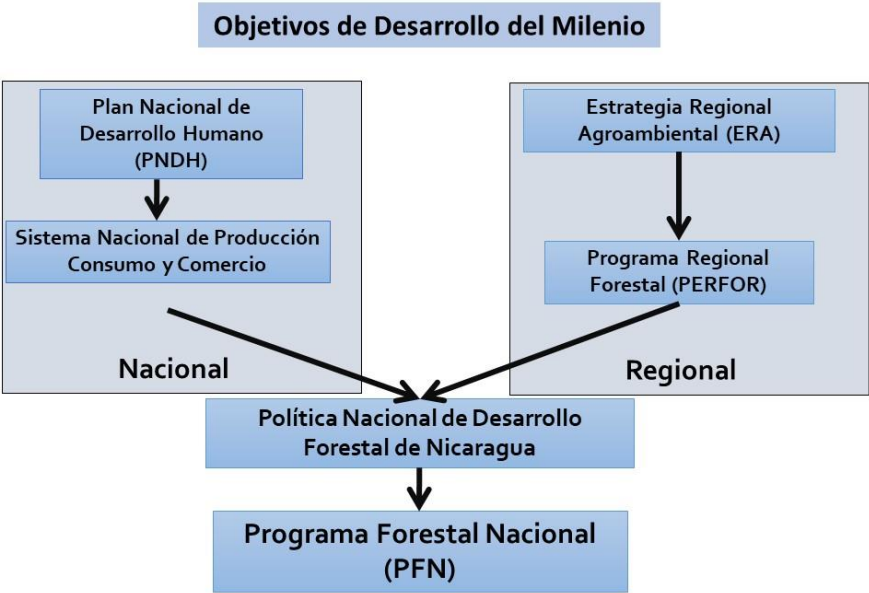 Objetivos de Desarrollo del Milenio
Plan Nacional de
Desarrollo Humano
(PNDH)
Sistema Nacional de Producción
Consumo y Comercio
Nacional
Estrategia Regional
Agroambiental (ERA)
Programa Regional
Forestal (PERFOR)
Regional
Política Nacional de Desarrollo
Forestal de Nicaragua
Programa Forestal Nacional
(PFN)